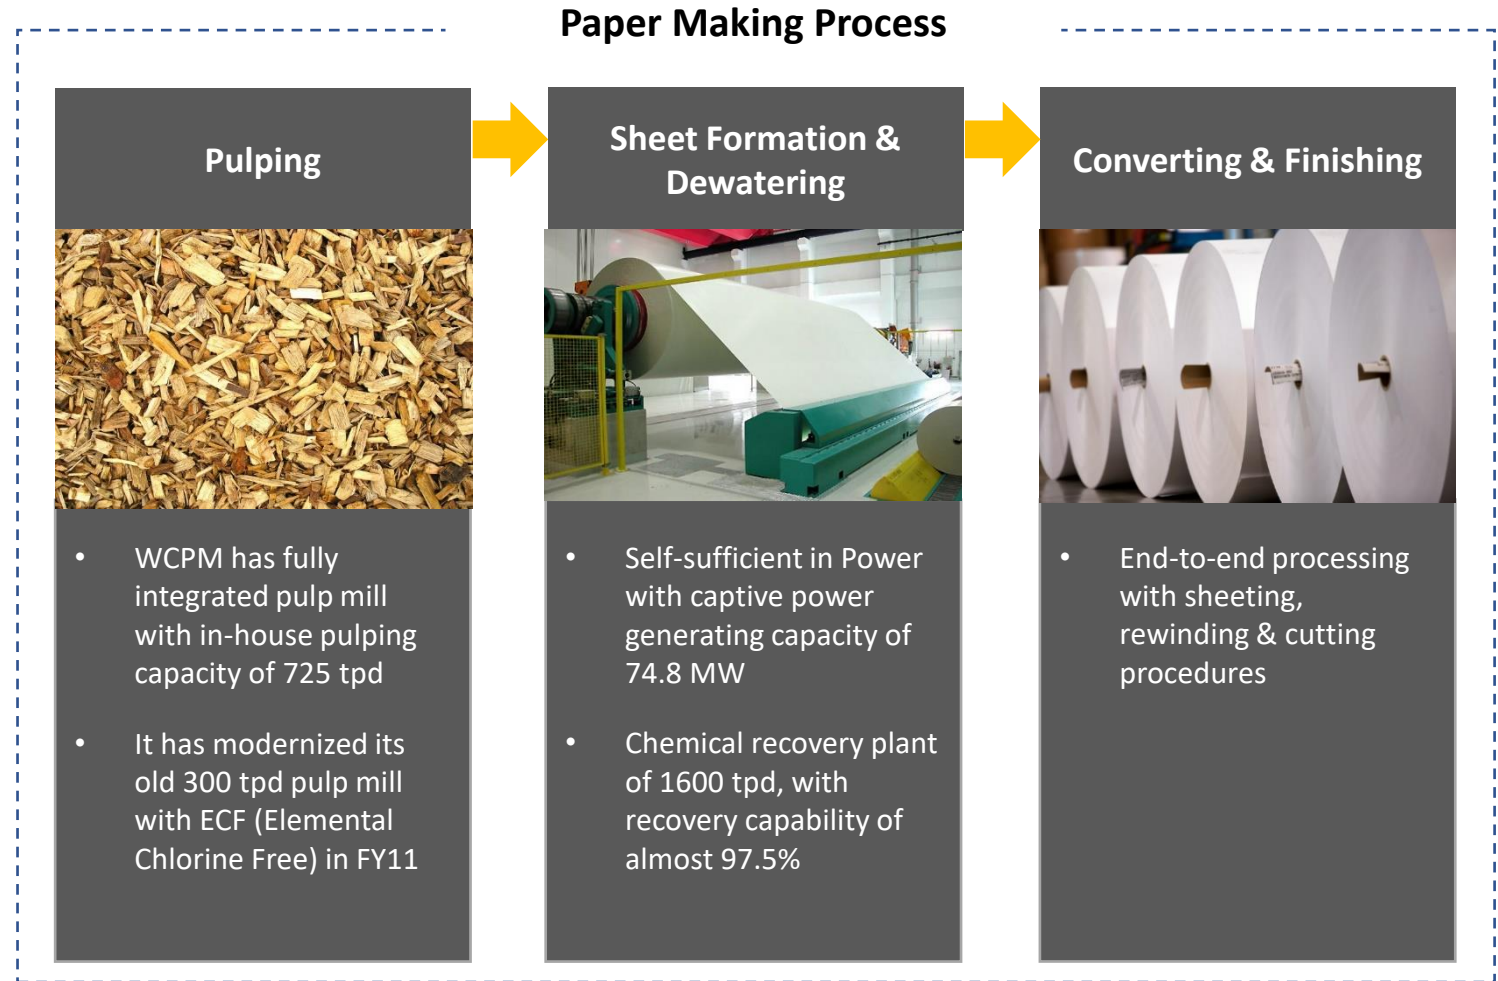 Paper Making Process
Pulping
• WCPM has fully
integrated pulp mill
with in-house pulping
capacity of 725 tpd
• It has modernized its
old 300 tpd pulp mill
with ECF (Elemental
Chlorine Free) in FY11
Sheet Formation &
Dewatering
• Self-sufficient in Power
with captive power
generating capacity of
74.8 MW
• Chemical recovery plant
of 1600 tpd, with
recovery capability of
almost 97.5%
Converting & Finishing
• End-to-end processing
with sheeting,
rewinding & cutting
procedures